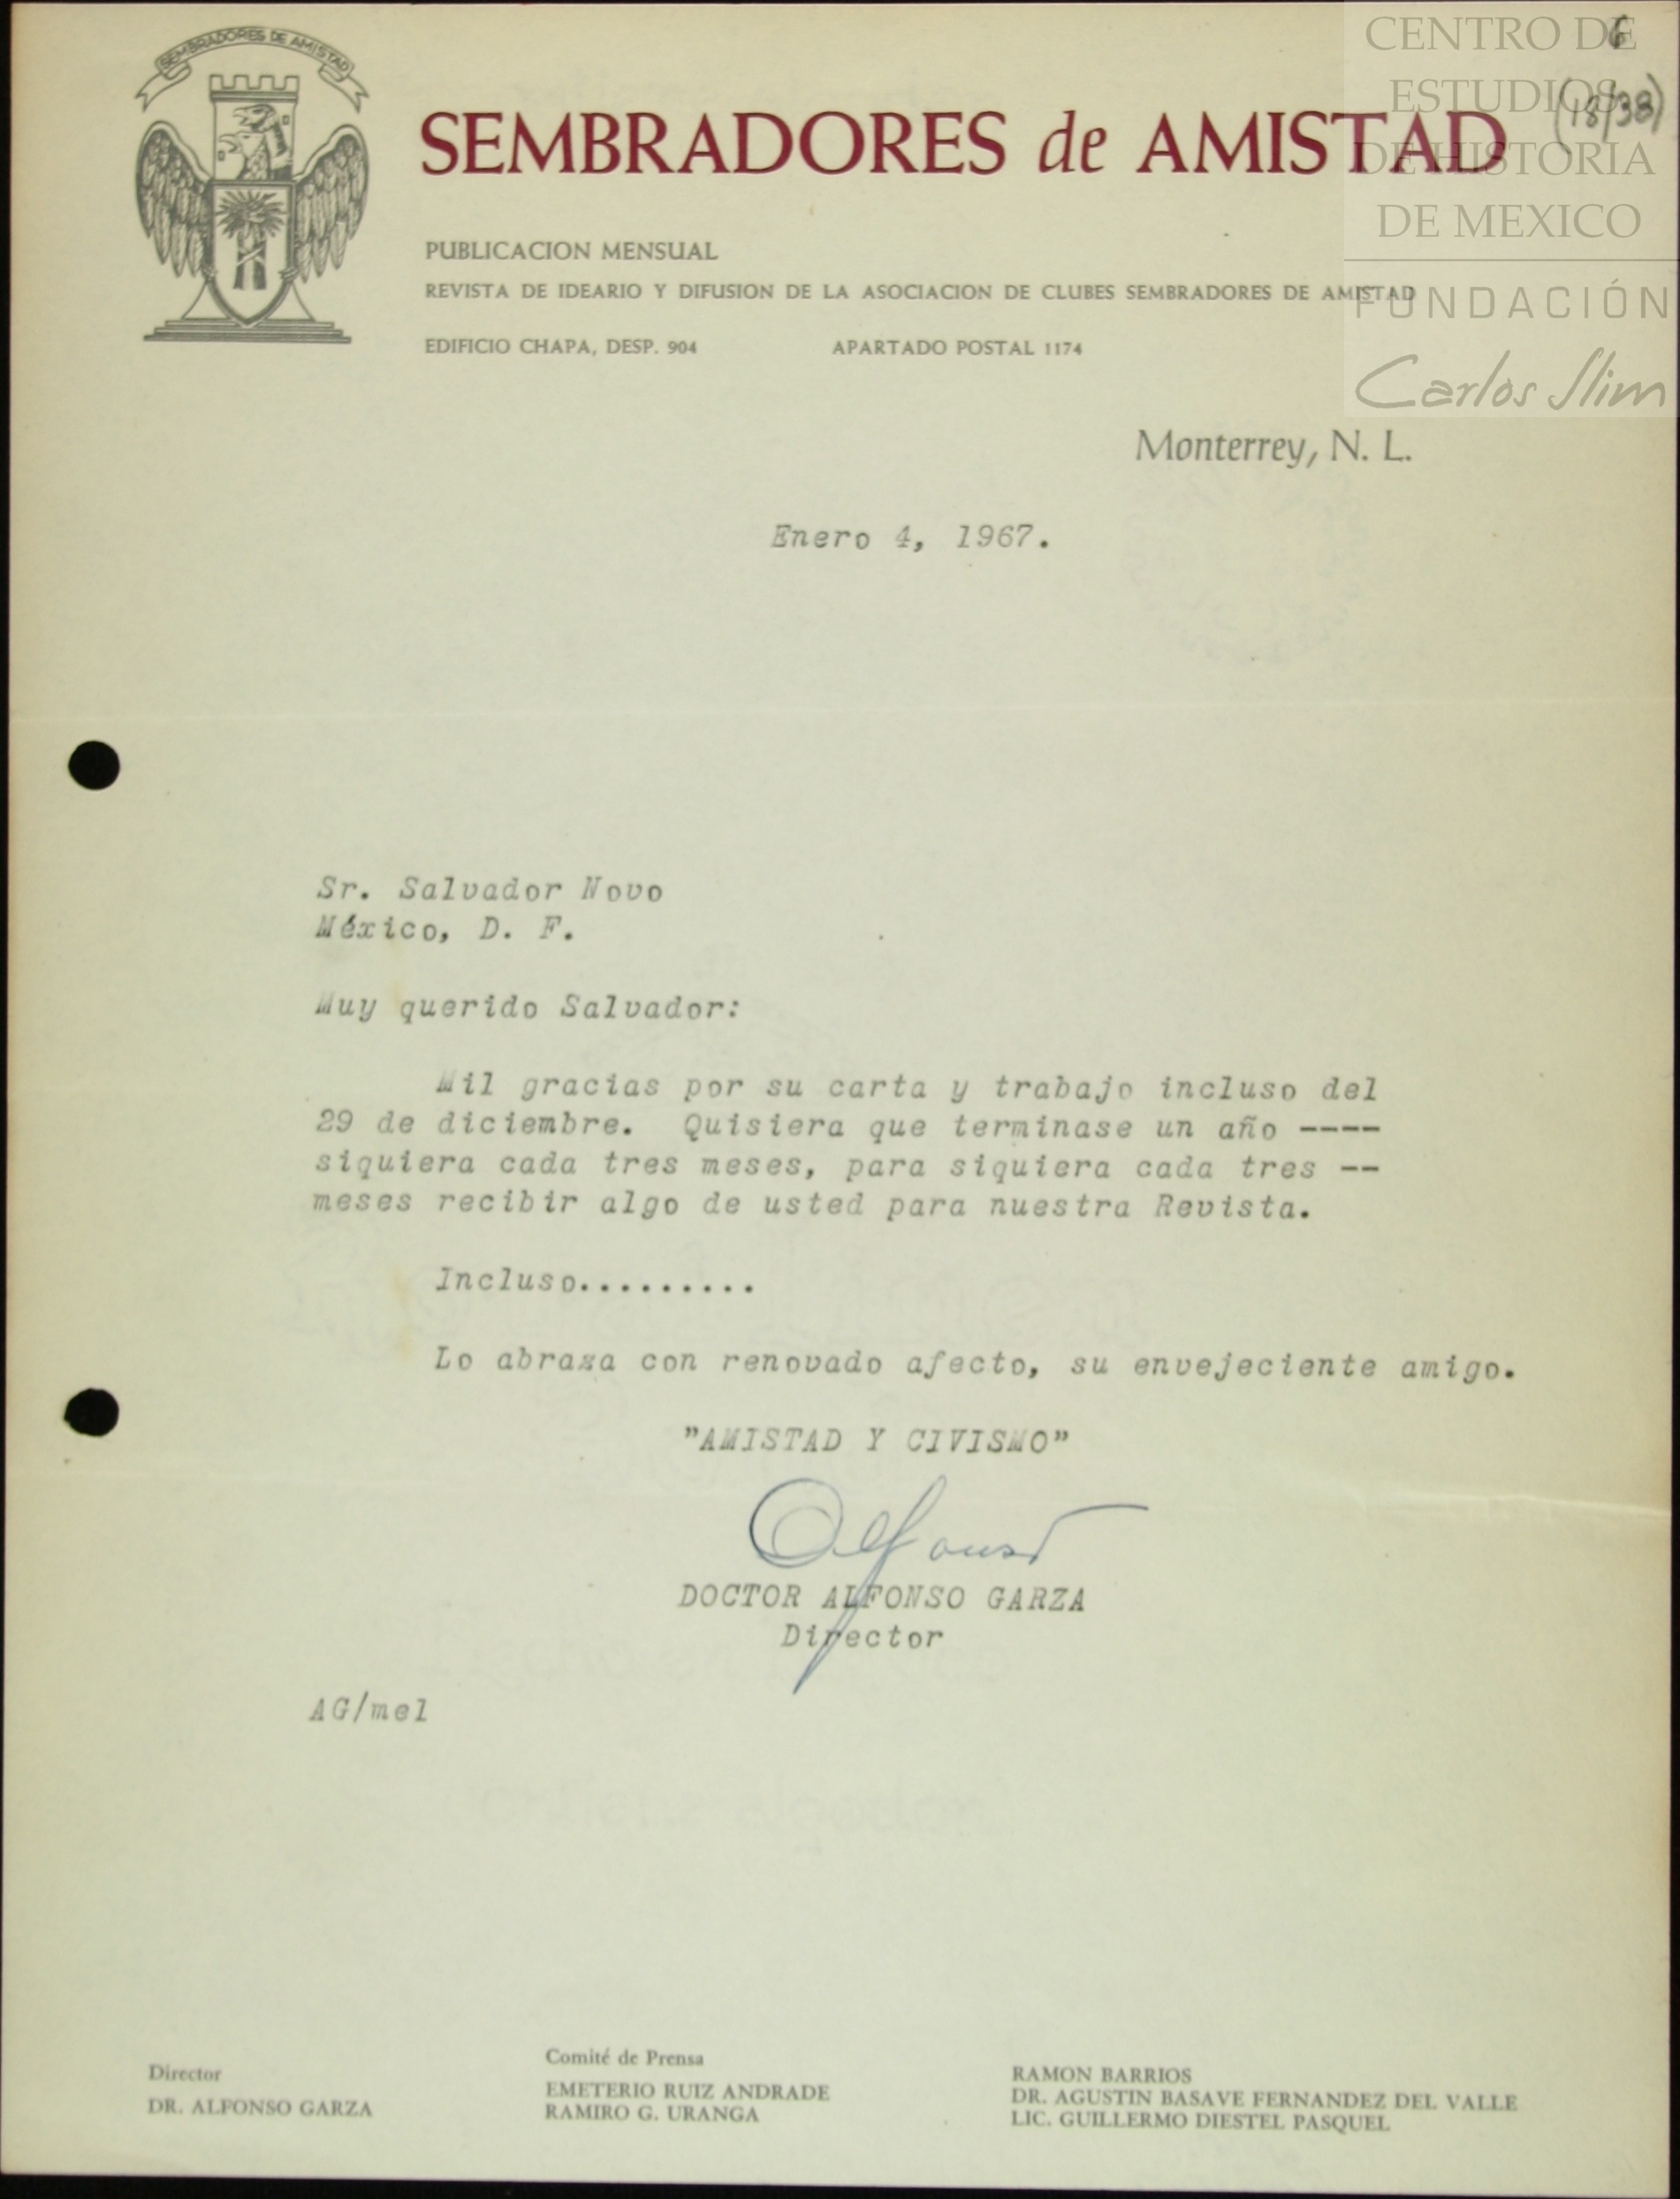 SEMBRADORES DE AMISTAD
CENTRO DE
ESTUDIOS
DE HISTORIA
DE MEXICO
FUNDACIÓN
Carlos Slim
6
(18/38)
SEMBRADORES de AMISTAD
PUBLICACION MENSUAL
REVISTA DE IDEARIO Y DIFUSION DE LA ASOCIACION DE CLUBES SEMBRADORES DE AMISTAD
EDIFICIO CHAPA, DESP. 904 APARTADO POSTAL 1174
Monterrey, N. L.
Enero 4, 1967.
Sr. Salvador Novo
México, D. F.
Muy querido Salvador:
Mil gracias por su carta y trabajo incluso del
29 de diciembre. Quisiera que terminase un año ----
siquiera cada tres meses, para siquiera cada tres --
meses recibir algo de usted para nuestra Revista.
Incluso.........
Lo abraza con renovado afecto, su envejeciente amigo.
"AMISTAD Y CIVISMO"
Alfonso
DOCTOR ALFONSO GARZA
Director
AG/mel
Director
DR. ALFONSO GARZA
Comité de Prensa
EMETERIO RUIZ ANDRADE
RAMIRO G. URANGA
RAMON BARRIOS
DR. AGUSTIN BASAVE FERNANDEZ DEL VALLE
LIC. GUILLERMO DIESTEL PASQUEL